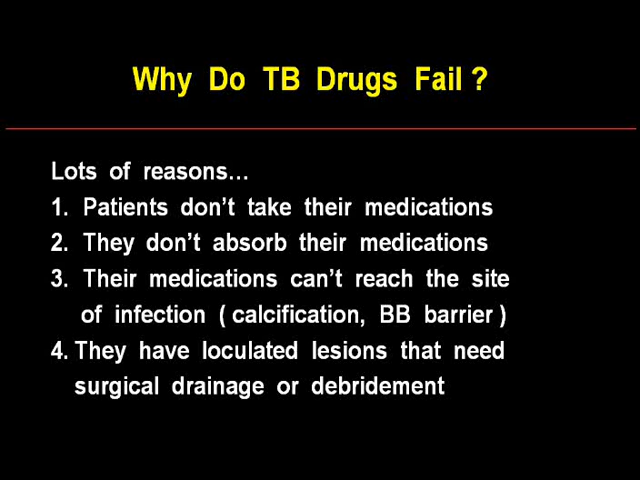 Why Do TB Drugs Fail ?
Lots of reasons…
1. Patients don't take their medications
2. They don't absorb their medications
3. Their medications can't reach the site
of infection ( calcification, BB barrier )
4. They have loculated lesions that need
surgical drainage or debridement